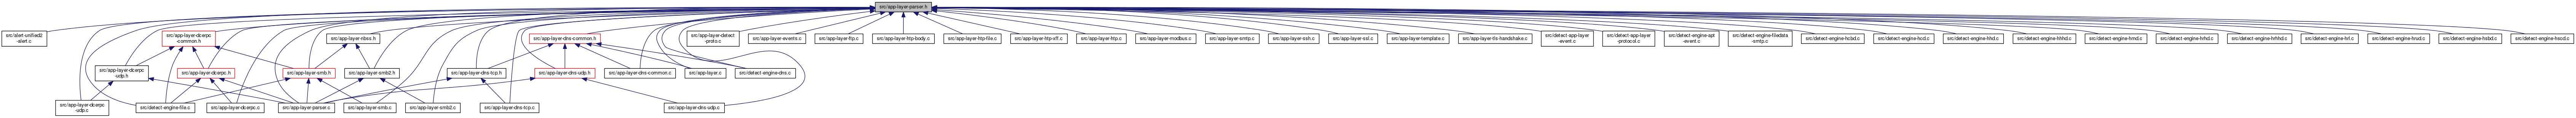 src/app-layer-parser.h
src/alert-unified2
-alert.c
src/app-layer-dcerpc
-common.h
src/app-layer-nbss.h
src/app-layer-dns-common.h
src/app-layer-detect
-proto.c
src/app-layer-events.c
src/app-layer-ftp.c
src/app-layer-htp-body.c
src/app-layer-htp-file.c
src/app-layer-htp-xff.c
src/app-layer-htp.c
src/app-layer-modbus.c
src/app-layer-smtp.c
src/app-layer-ssh.c
src/app-layer-ssl.c
src/app-layer-template.c
src/app-layer-tls-handshake.c
src/detect-app-layer
-event.c
src/detect-app-layer
-protocol.c
src/detect-engine-apt
-event.c
src/detect-engine-filedata
-smtp.c
src/detect-engine-hcbd.c
src/detect-engine-hcd.c
src/detect-engine-hhd.c
src/detect-engine-hhhd.c
src/detect-engine-hmd.c
src/detect-engine-hrhd.c
src/detect-engine-hrhhd.c
src/detect-engine-hrl.c
src/detect-engine-hrud.c
src/detect-engine-hsbd.c
src/detect-engine-hscd.c
src/app-layer-dcerpc
-udp.h
src/app-layer-dcerpc.h
src/app-layer-smb.h
src/app-layer-smb2.h
src/app-layer-dns-tcp.h
src/app-layer-dns-udp.h
src/app-layer-dns-common.c
src/app-layer.c
src/detect-engine-dns.c
src/app-layer-dcerpc
-udp.c
src/detect-engine-file.c
src/app-layer-dcerpc.c
src/app-layer-parser.c
src/app-layer-smb.c
src/app-layer-smb2.c
src/app-layer-dns-tcp.c
src/app-layer-dns-udp.c